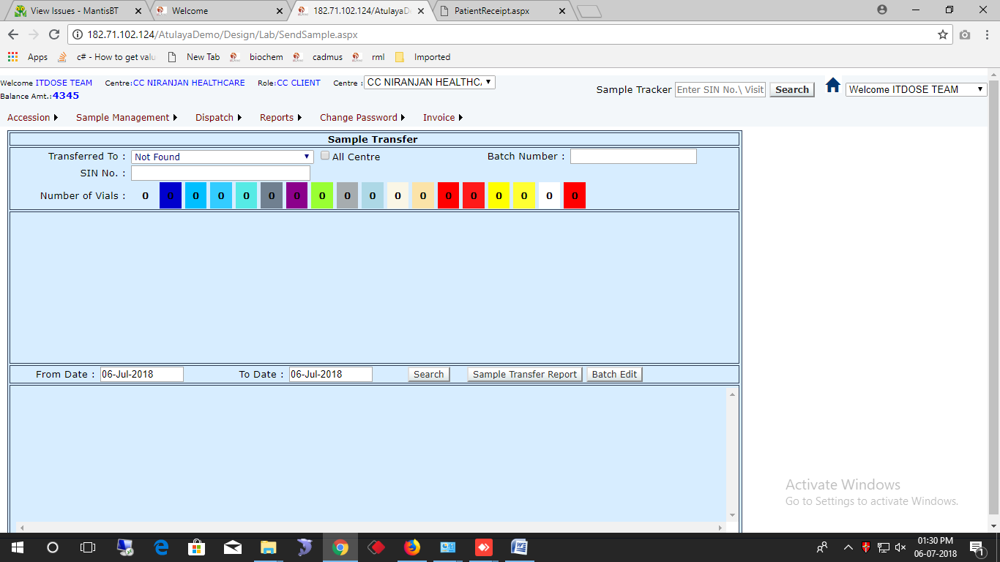 View Issues - MantisBT
Welcome
182.71.102.124/AtulayaD
PatientReceipt.aspx
182.71.102.124/AtulayaDemo/Design/Lab/SendSample.aspx
Apps c# - How to get valu New Tab biochem cadmus rml Imported
Welcome ITDOSE TEAM Centre:CC NIRANJAN HEALTHCARE Role:CC CLIENT Centre : CC NIRANJAN HEALTHC
Balance Amt.:4345
Sample Tracker Enter SIN No.\ Visit Search Welcome ITDOSE TEAM
Accession Sample Management Dispatch Reports Change Password Invoice
Sample Transfer
Transferred To : Not Found All Centre Batch Number :
SIN No. :
Number of Vials : 0 0 0 0 0 0 0 0 0 0 0 0 0 0 0 0 0 0
From Date : 06-Jul-2018 To Date : 06-Jul-2018 Search Sample Transfer Report Batch Edit
Activate Windows
Go to Settings to activate Windows.
01:30 PM
06-07-2018
1